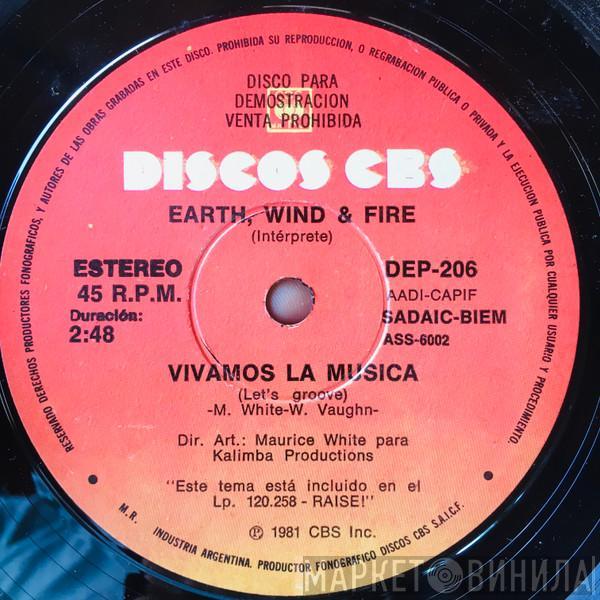 RESERVADO DERECHOS PRODUCTORES FONOGRAFICOS, Y AUTORES DE LAS OBRAS GRABADAS EN ESTE DISCO. PROHIBIDA SU REPRODUCCION, O REGRABACION PUBLICA O PRIVADA Y LA EJECUCION PUBLICA POR CUALQUIER USUARIO Y PROCEDIMIENTO.
DISCO PARA
DEMOSTRACION
VENTA PROHIBIDA
DISCOS CBS
EARTH, WIND & FIRE
(Intérprete)
ESTEREO
45 R.P.M.
Duración:
2:48
DEP-206
AADI-CAPIF
SADAIC-BIEM
ASS-6002
VIVAMOS LA MUSICA
(Let's groove)
-M. White-W. Vaughn-
Dir. Art.: Maurice White para
Kalimba Productions
"Este tema está incluido en el
Lp. 120.258 - RAISE!"
℗ 1981 CBS Inc.
M.R. INDUSTRIA ARGENTINA. PRODUCTOR FONOGRAFICO DISCOS CBS S.A.I.C.F.
МАРКЕТ ВИНИЛА